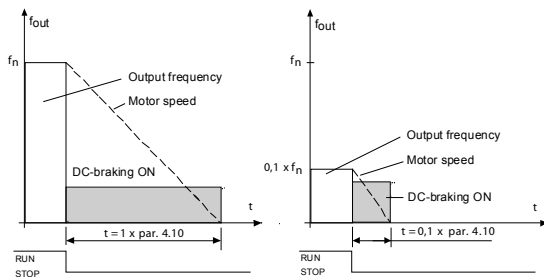 fout
fn
Output frequency
Motor speed
DC-braking ON
t
t = 1 x par. 4.10
RUN
STOP
fout
fn
Output frequency
Motor speed
0,1 x fn
DC-braking ON
t
t = 0,1 x par. 4.10
RUN
STOP